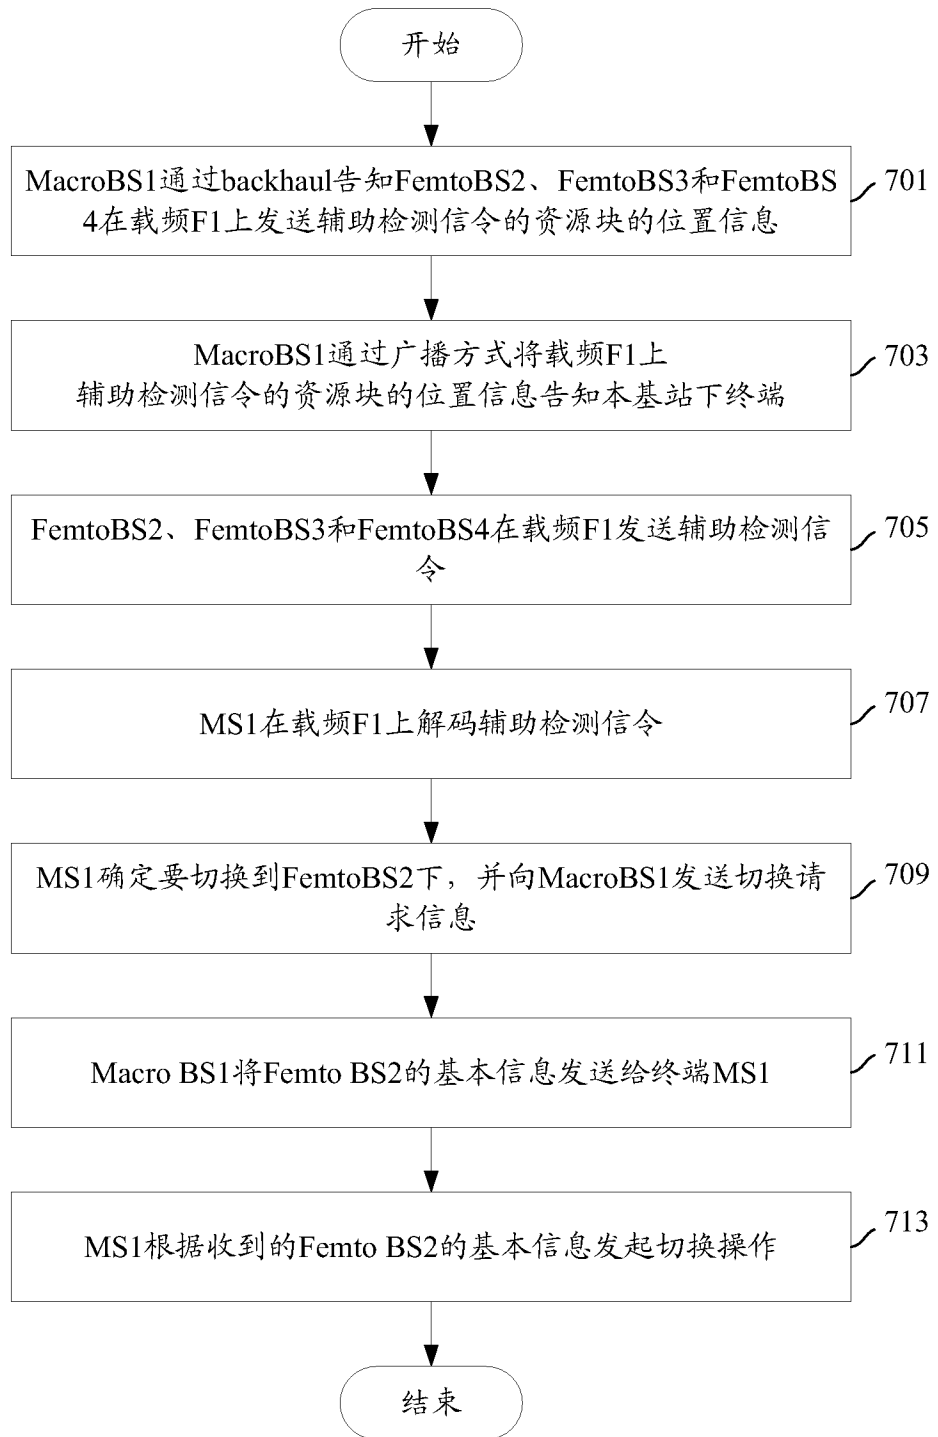 开始
MacroBS1通过backhaul告知FemtoBS2、FemtoBS3和FemtoBS
4在载频F1上发送辅助检测信令的资源块的位置信息
701
MacroBS1通过广播方式将载频F1上
辅助检测信令的资源块的位置信息告知本基站下终端
703
FemtoBS2、FemtoBS3和FemtoBS4在载频F1发送辅助检测信
令
705
MS1在载频F1上解码辅助检测信令
707
MS1确定要切换到FemtoBS2下，并向MacroBS1发送切换请
求信息
709
Macro BS1将Femto BS2的基本信息发送给终端MS1
711
MS1根据收到的Femto BS2的基本信息发起切换操作
713
结束